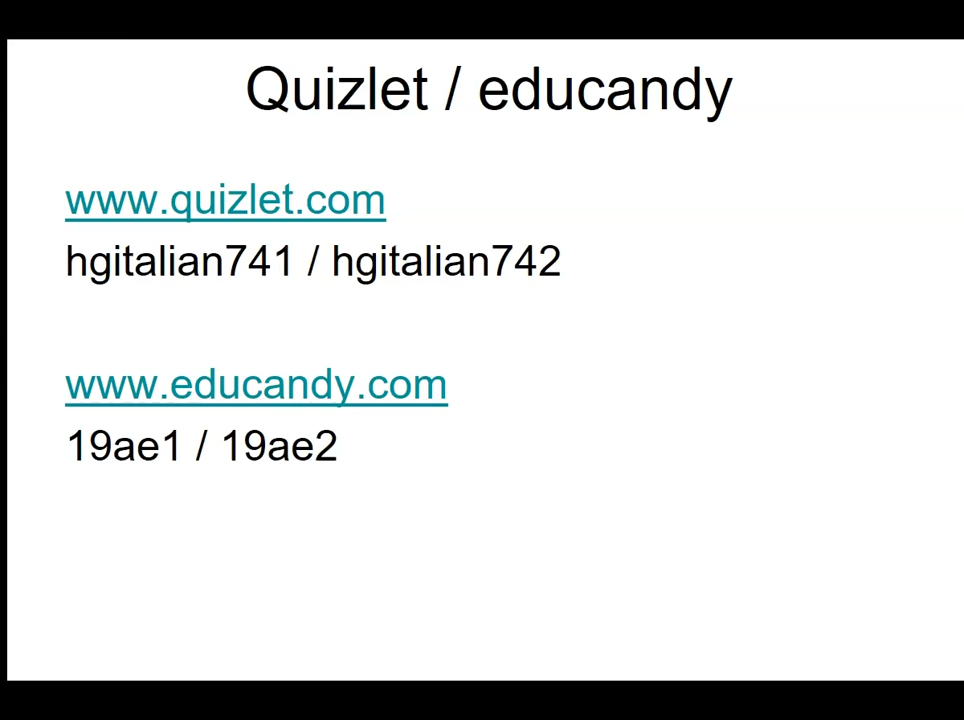 Quizlet / educandy
www.quizlet.com
hgitalian741 / hgitalian742
www.educandy.com
19ae1 / 19ae2